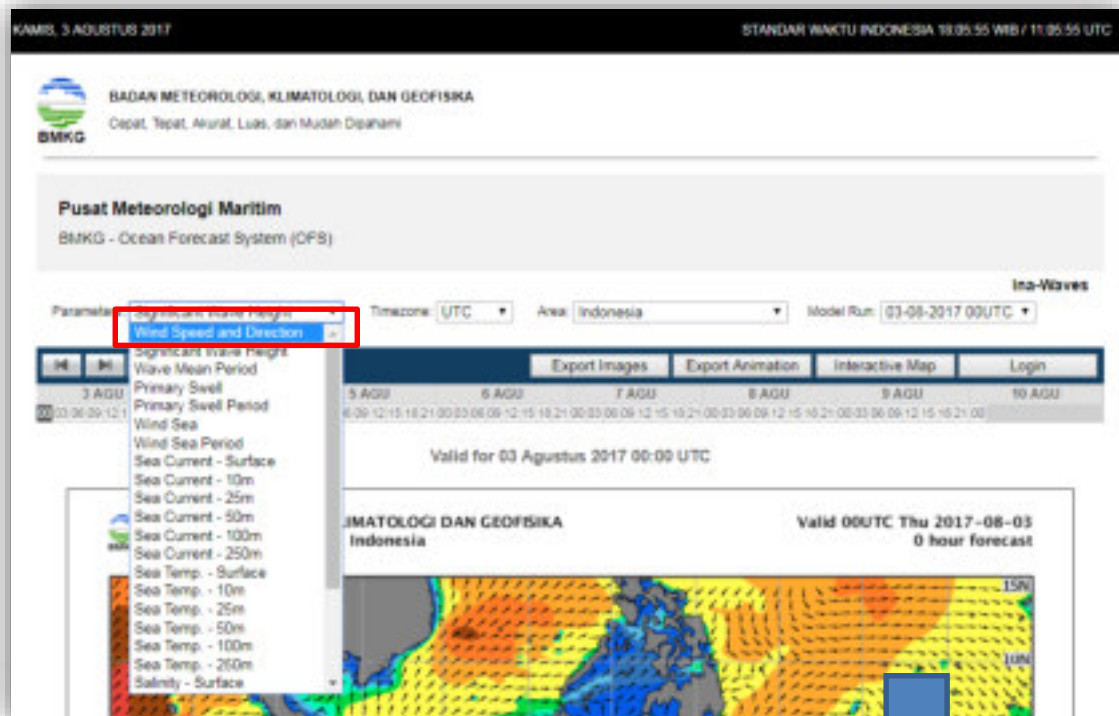 KAMIS, 3 AGUSTUS 2017
STANDAR WAKTU INDONESIA 18:05:55 WIB / 11:05:55 UTC
BADAN METEOROLOGI, KLIMATOLOGI, DAN GEOFISIKA
Cepat, Tepat, Akurat, Luas, dan Mudah Dipahami
BMKG
Pusat Meteorologi Maritim
BMKG - Ocean Forecast System (OFS)
Ina-Waves
Parameter: Significant Wave Height Timezone: UTC Area: Indonesia Model Run: 03-08-2017 00UTC
Wind Speed and Direction
Significant Wave Height
Wave Mean Period
Primary Swell
Primary Swell Period
Wind Sea
Wind Sea Period
Sea Current - Surface
Sea Current - 10m
Sea Current - 25m
Sea Current - 50m
Sea Current - 100m
Sea Current - 250m
Sea Temp. - Surface
Sea Temp. - 10m
Sea Temp. - 25m
Sea Temp. - 50m
Sea Temp. - 100m
Sea Temp. - 250m
Salinity - Surface
Export Images Export Animation Interactive Map Login
3 AGU 5 AGU 6 AGU 7 AGU 8 AGU 9 AGU 10 AGU
Valid for 03 Agustus 2017 00:00 UTC
IMATOLOGI DAN GEOFISIKA
Indonesia
Valid 00UTC Thu 2017-08-03
0 hour forecast
15N
10N